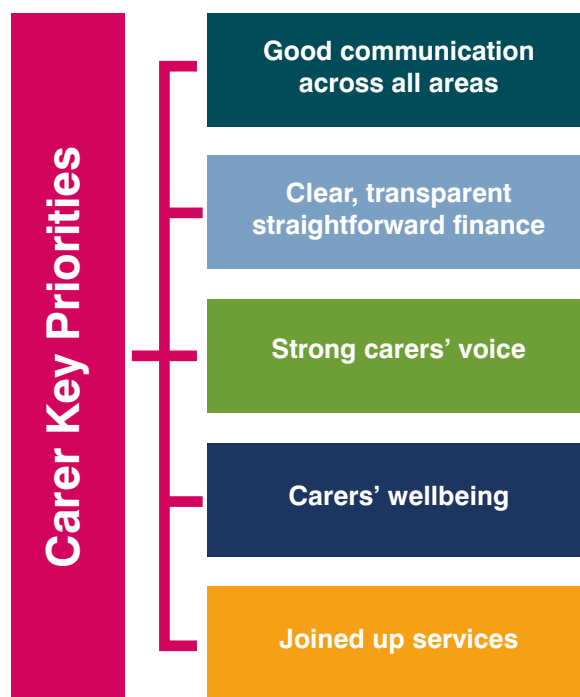 Carer Key Priorities
Good communication
across all areas
Clear, transparent
straightforward finance
Strong carers’ voice
Carers’ wellbeing
Joined up services